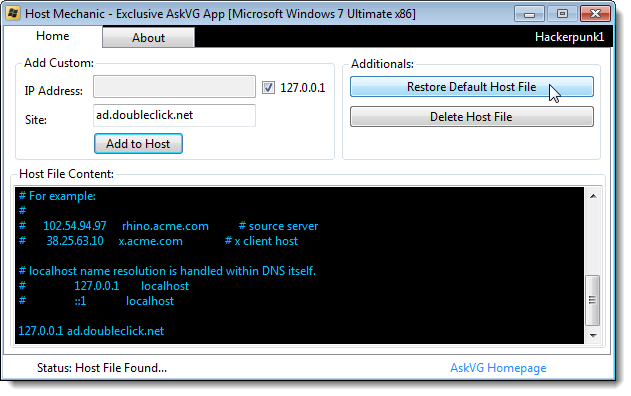 Host Mechanic - Exclusive AskVG App [Microsoft Windows 7 Ultimate x86]
Home About Hackerpunk1
Add Custom:
IP Address: 127.0.0.1
Site: ad.doubleclick.net
Add to Host
Additionals:
Restore Default Host File
Delete Host File
Host File Content:
# For example:
#
# 102.54.94.97 rhino.acme.com # source server
# 38.25.63.10 x.acme.com # x client host
# localhost name resolution is handled within DNS itself.
# 127.0.0.1 localhost
# ::1 localhost
127.0.0.1 ad.doubleclick.net
Status: Host File Found... AskVG Homepage